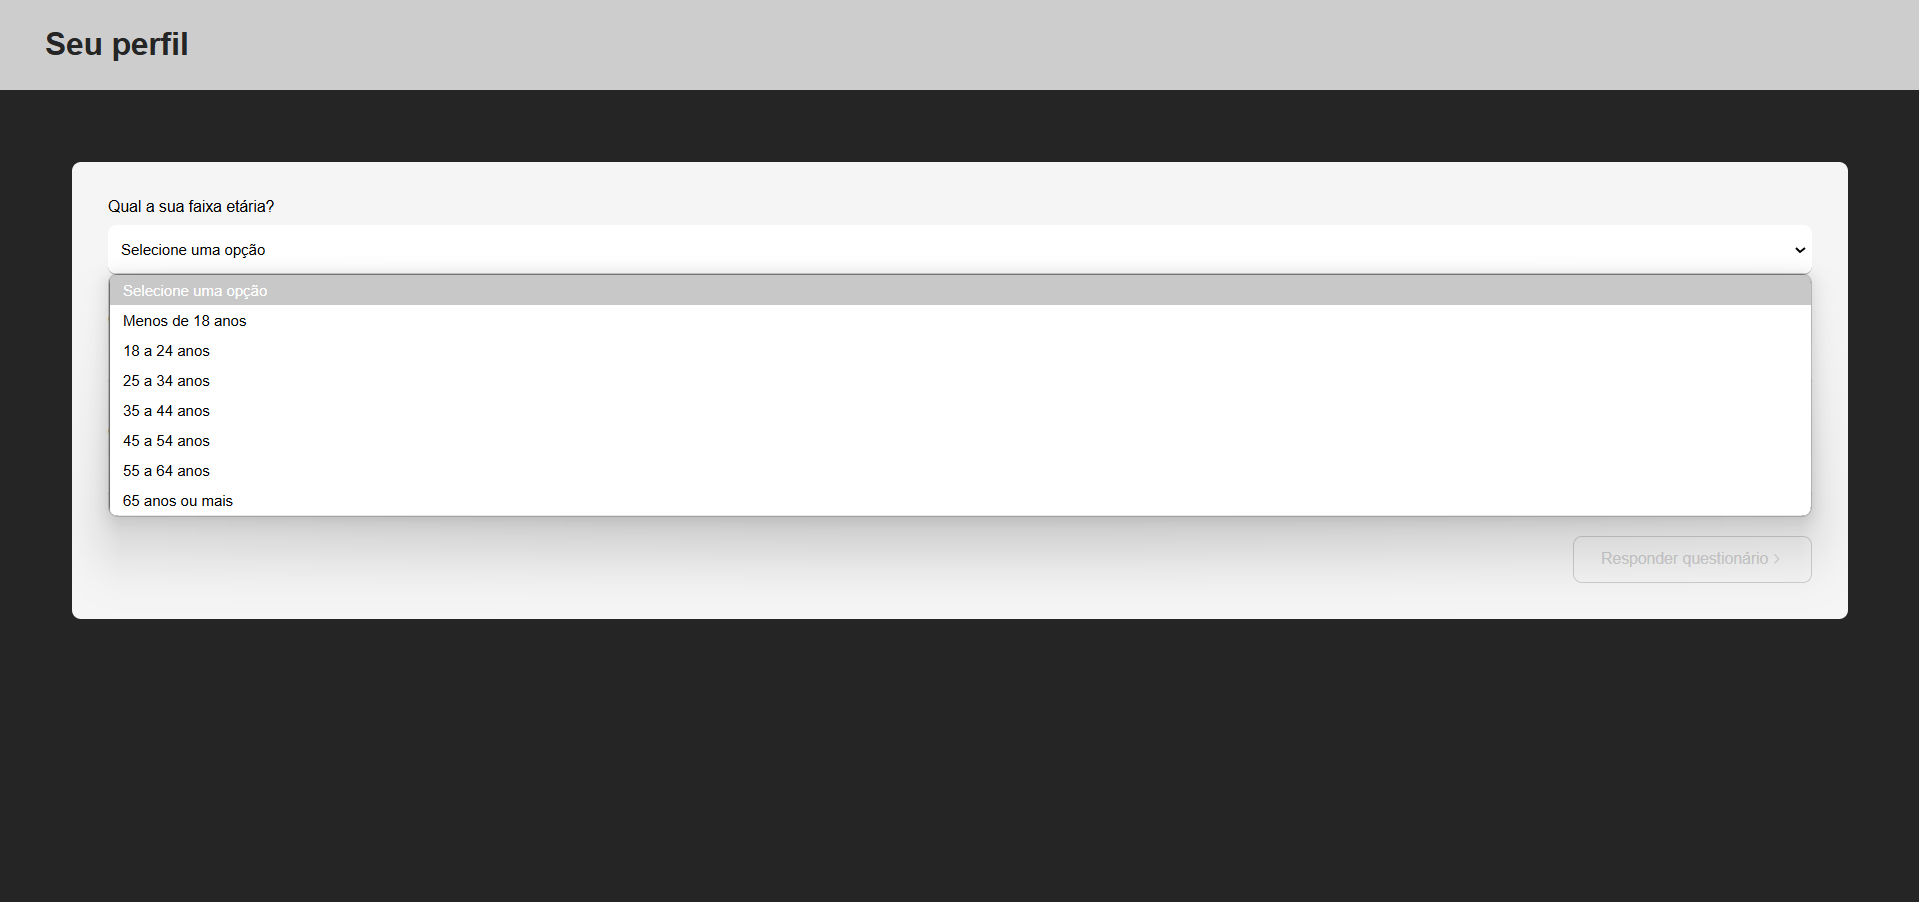 Seu perfil
Qual a sua faixa etária?
Selecione uma opção
Selecione uma opção
Menos de 18 anos
18 a 24 anos
25 a 34 anos
35 a 44 anos
45 a 54 anos
55 a 64 anos
65 anos ou mais
Responder questionário >